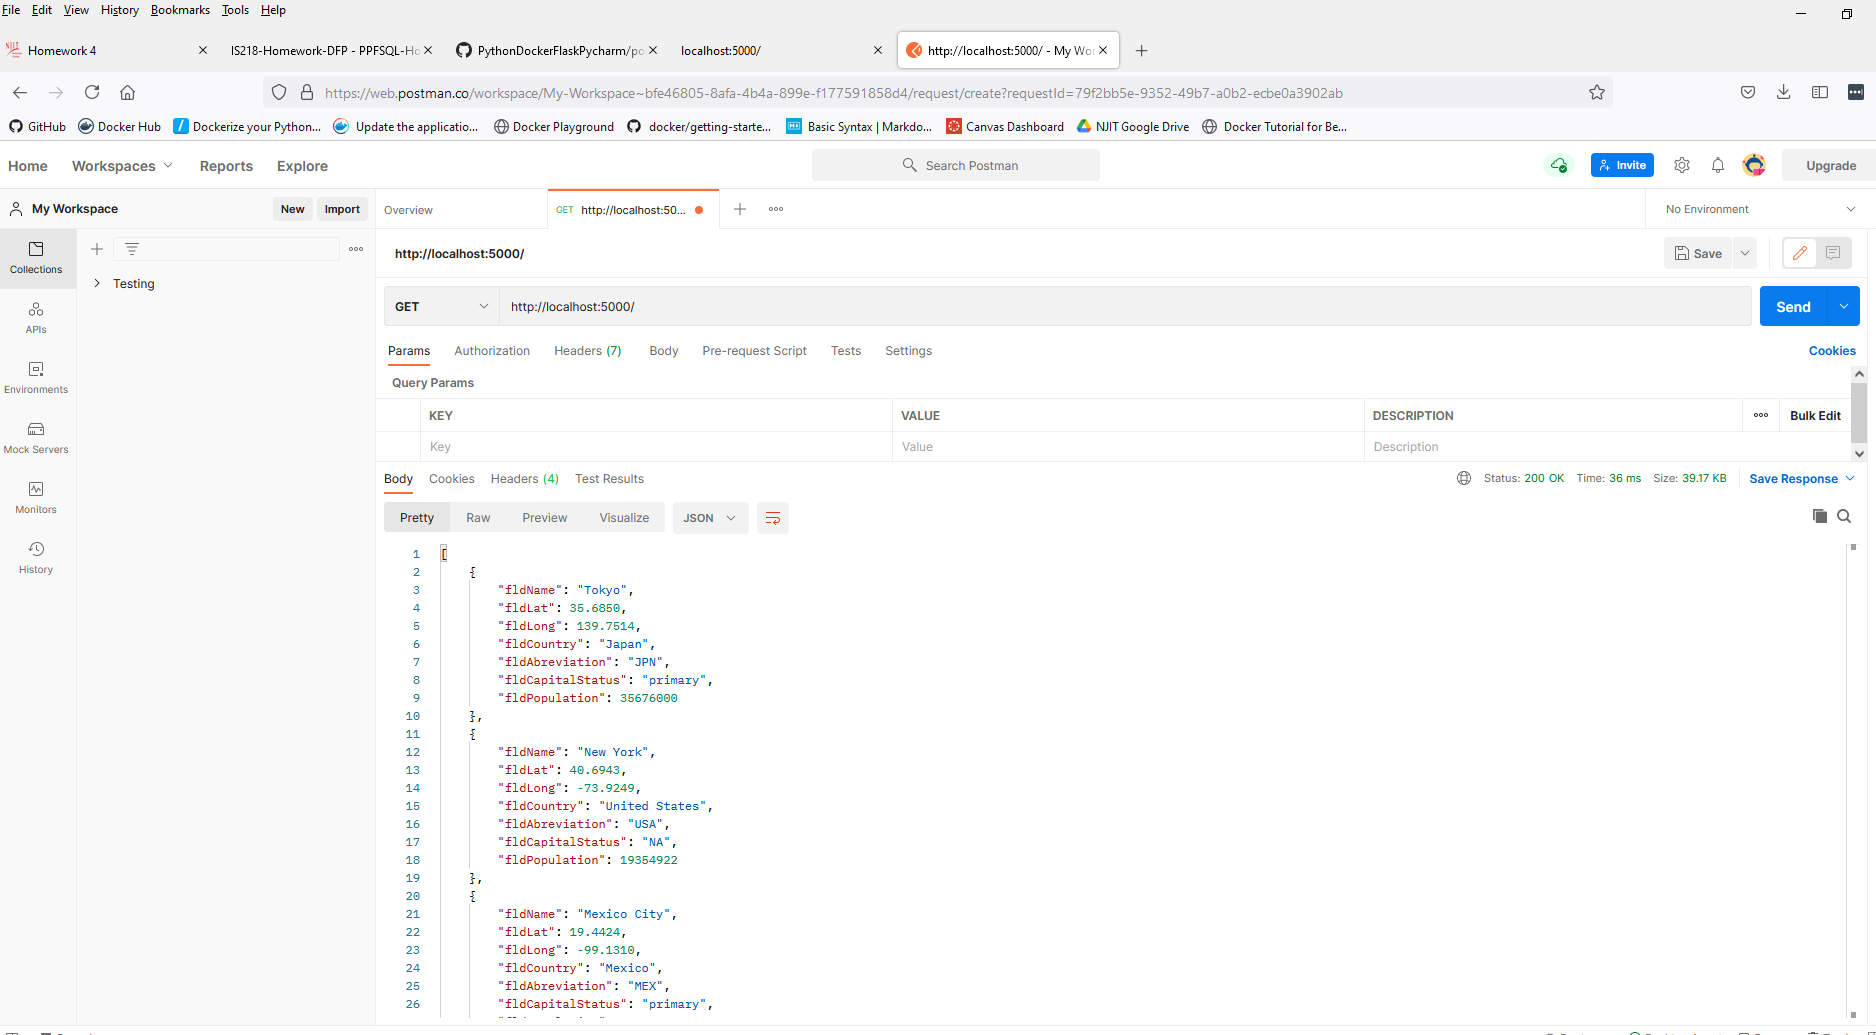 File Edit View History Bookmarks Tools Help
NJIT Homework 4 IS218-Homework-DFP - PPFSQL-Ho PythonDockerFlaskPycharm/po localhost:5000/ http://localhost:5000/ - My Wor
https://web.postman.co/workspace/My-Workspace~bfe46805-8afa-4b4a-899e-f177591858d4/request/create?requestId=79f2bb5e-9352-49b7-a0b2-ecbe0a3902ab
GitHub Docker Hub Dockerize your Python... Update the applicatio... Docker Playground docker/getting-starte... Basic Syntax | Markdo... Canvas Dashboard NJIT Google Drive Docker Tutorial for Be...
Home Workspaces Reports Explore Search Postman Invite Upgrade
My Workspace New Import Overview GET http://localhost:50... No Environment
Collections
Testing
APIs
Environments
Mock Servers
Monitors
History
http://localhost:5000/ Save
GET http://localhost:5000/ Send
Params Authorization Headers (7) Body Pre-request Script Tests Settings Cookies
Query Params
KEY VALUE DESCRIPTION Bulk Edit
Key Value Description
Body Cookies Headers (4) Test Results Status: 200 OK Time: 36 ms Size: 39.17 KB Save Response
Pretty Raw Preview Visualize JSON
1 [
2 {
3 "fldName": "Tokyo",
4 "fldLat": 35.6850,
5 "fldLong": 139.7514,
6 "fldCountry": "Japan",
7 "fldAbreviation": "JPN",
8 "fldCapitalStatus": "primary",
9 "fldPopulation": 35676000
10 },
11 {
12 "fldName": "New York",
13 "fldLat": 40.6943,
14 "fldLong": -73.9249,
15 "fldCountry": "United States",
16 "fldAbreviation": "USA",
17 "fldCapitalStatus": "NA",
18 "fldPopulation": 19354922
19 },
20 {
21 "fldName": "Mexico City",
22 "fldLat": 19.4424,
23 "fldLong": -99.1310,
24 "fldCountry": "Mexico",
25 "fldAbreviation": "MEX",
26 "fldCapitalStatus": "primary",